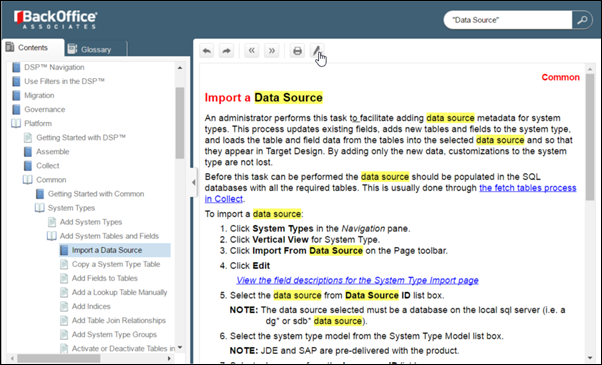 BackOffice
ASSOCIATES
"Data Source"
Contents
Glossary
DSP™ Navigation
Use Filters in the DSP™
Migration
Governance
Platform
Getting Started with DSP™
Assemble
Collect
Common
Getting Started with Common
System Types
Add System Types
Add System Tables and Fields
Import a Data Source
Copy a System Type Table
Add Fields to Tables
Add a Lookup Table Manually
Add Indices
Add Table Join Relationships
Add System Type Groups
Activate or Deactivate Tables in
Common
Import a Data Source
An administrator performs this task to facilitate adding data source metadata for system
types. This process updates existing fields, adds new tables and fields to the system type,
and loads the table and field data from the tables into the selected data source and so that
they appear in Target Design. By adding only the new data, customizations to the system
type are not lost.
Before this task can be performed the data source should be populated in the SQL
databases with all the required tables. This is usually done through the fetch tables process
in Collect.
To import a data source:
1. Click System Types in the Navigation pane.
2. Click Vertical View for System Type.
3. Click Import From Data Source on the Page toolbar.
4. Click Edit
View the field descriptions for the System Type Import page
5. Select the data source from Data Source ID list box.
NOTE: The data source selected must be a database on the local sql server (i.e. a
dg* or sdb* data source).
6. Select the system type model from the System Type Model list box.
NOTE: JDE and SAP are pre-delivered with the product.